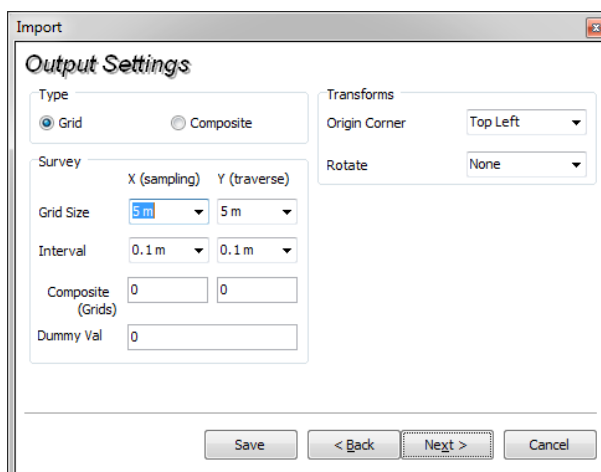 Import
Output Settings
Type
Grid
Composite
Survey
X (sampling) Y (traverse)
Grid Size 5 m 5 m
Interval 0.1 m 0.1 m
Composite (Grids) 0 0
Dummy Val 0
Transforms
Origin Corner Top Left
Rotate None
Save < Back Next > Cancel